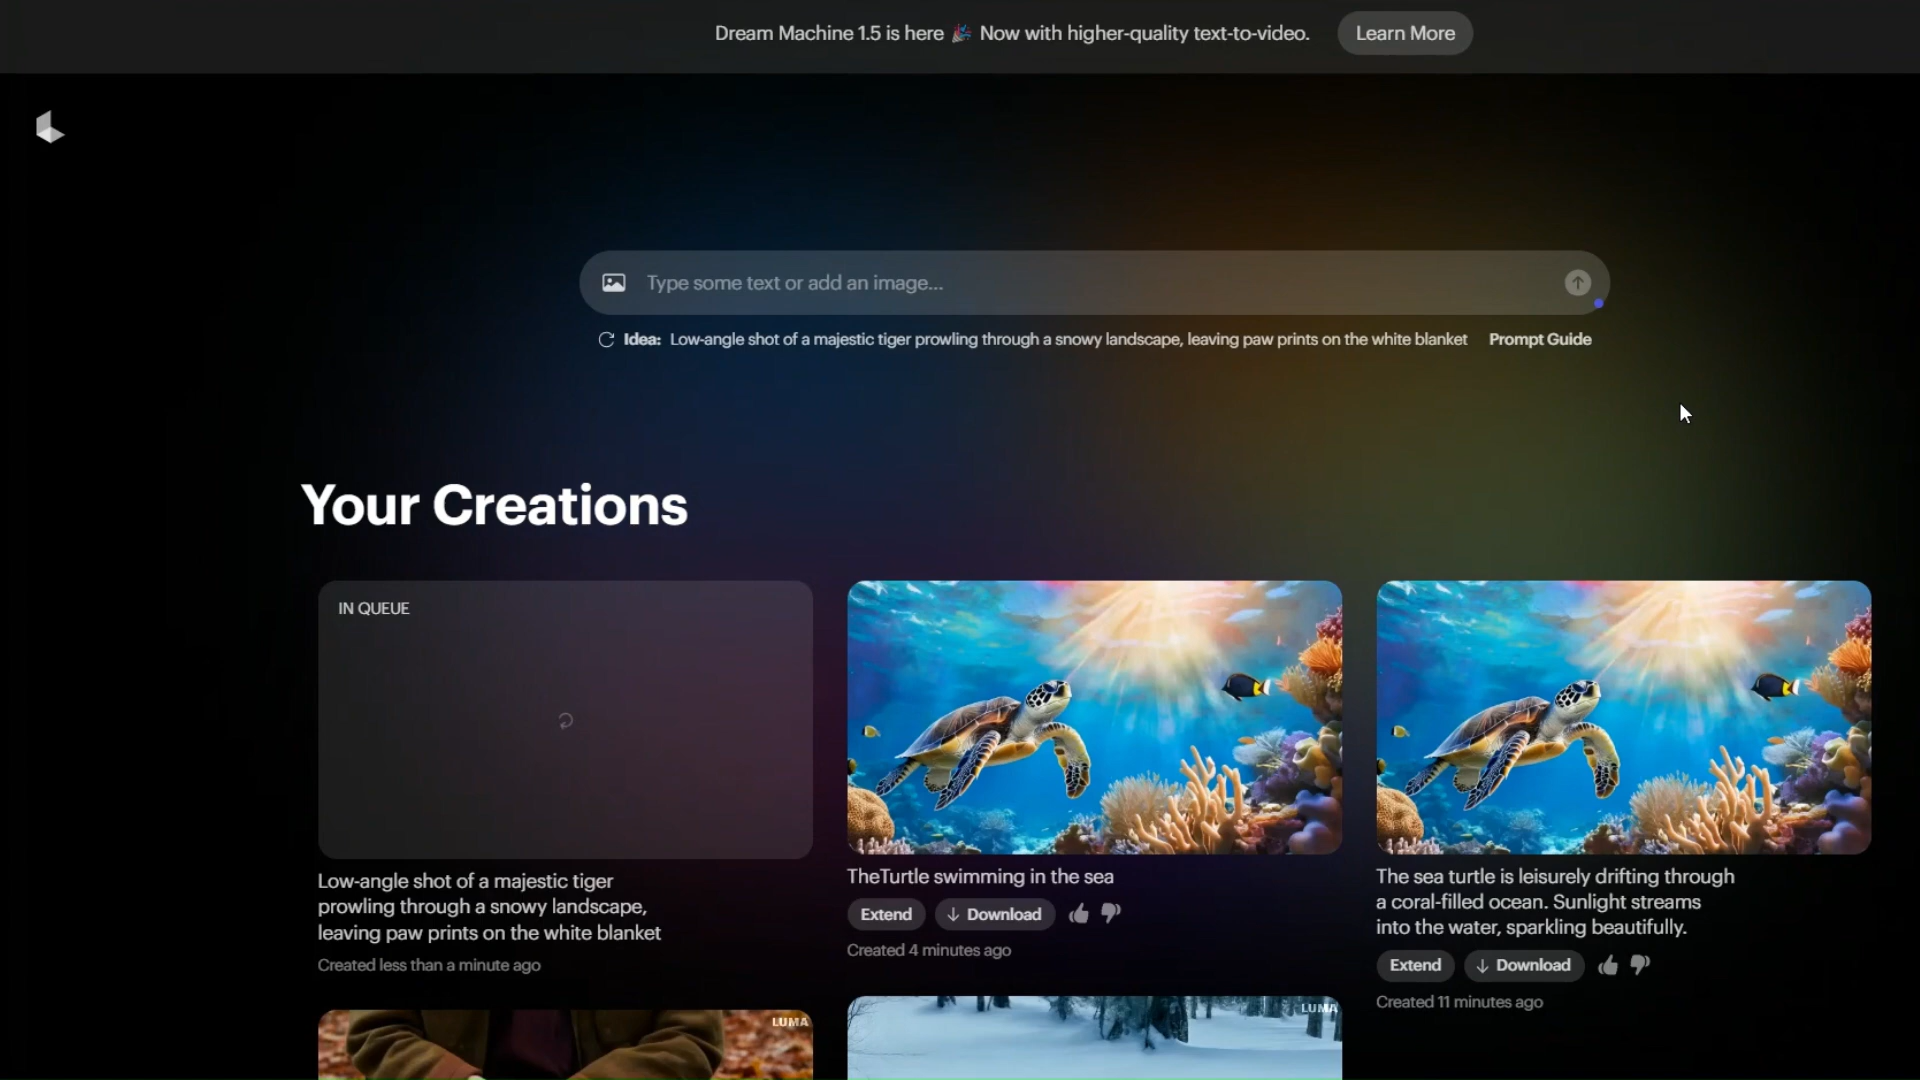 Dream Machine 1.5 is here 🎉 Now with higher-quality text-to-video.
Learn More
Type some text or add an image...
Idea: Low-angle shot of a majestic tiger prowling through a snowy landscape, leaving paw prints on the white blanket
Prompt Guide
Your Creations
IN QUEUE
Low-angle shot of a majestic tiger
prowling through a snowy landscape,
leaving paw prints on the white blanket
Created less than a minute ago
TheTurtle swimming in the sea
Extend
Download
Created 4 minutes ago
The sea turtle is leisurely drifting through
a coral-filled ocean. Sunlight streams
into the water, sparkling beautifully.
Extend
Download
Created 11 minutes ago
LUMA
LUMA